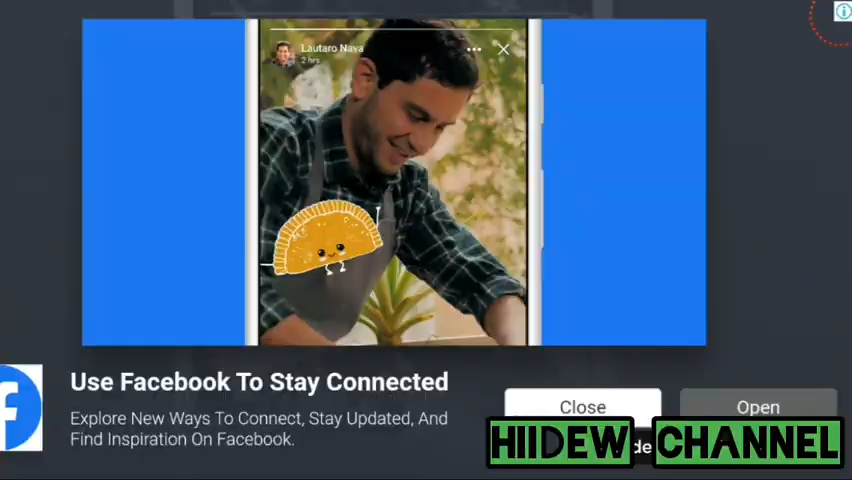 Lautaro Nava
2 hrs
Use Facebook To Stay Connected
Explore New Ways To Connect, Stay Updated, And
Find Inspiration On Facebook.
Close
Open
HIIDEW CHANNEL